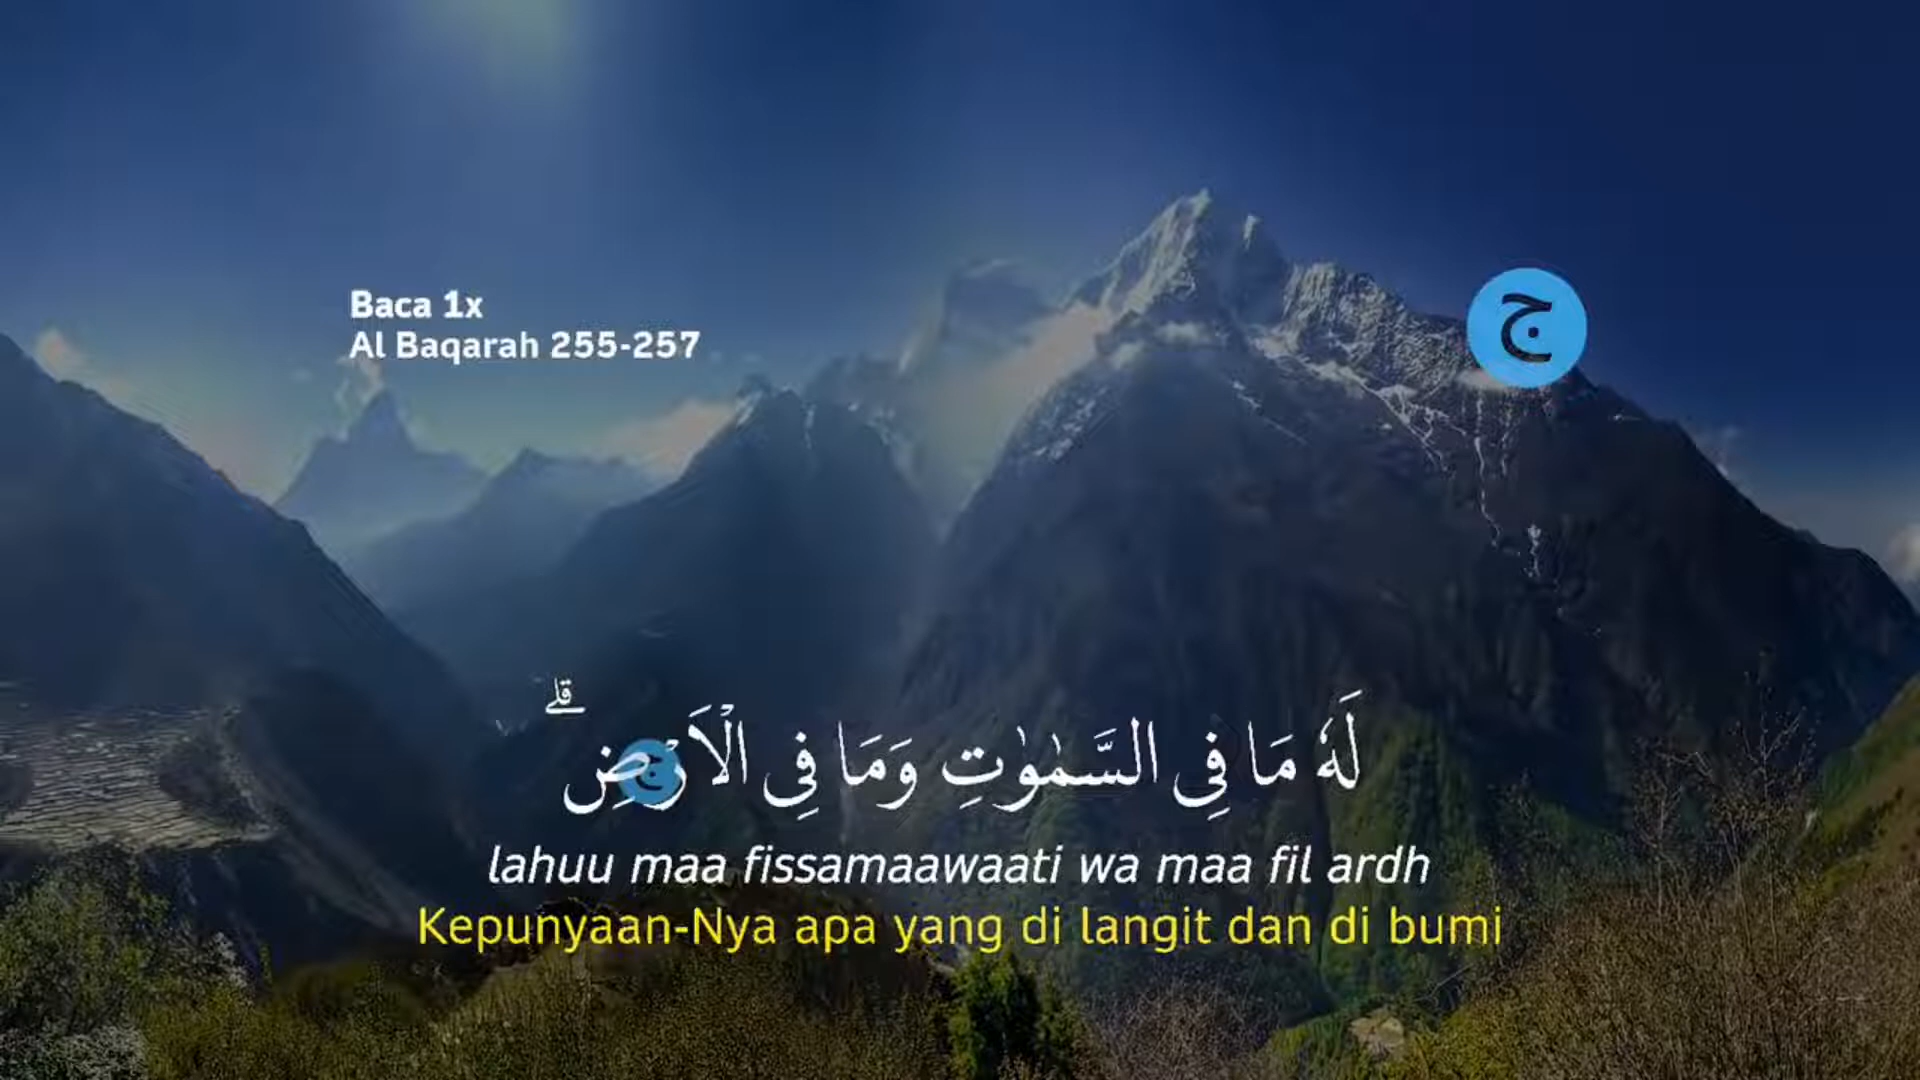 Baca 1x
Al Baqarah 255-257
ج
لَهٗ مَا فِى السَّمٰوٰتِ وَمَا فِى الْاَرْضِۗ
lahuu maa fissamaawaati wa maa fil ardh
Kepunyaan-Nya apa yang di langit dan di bumi